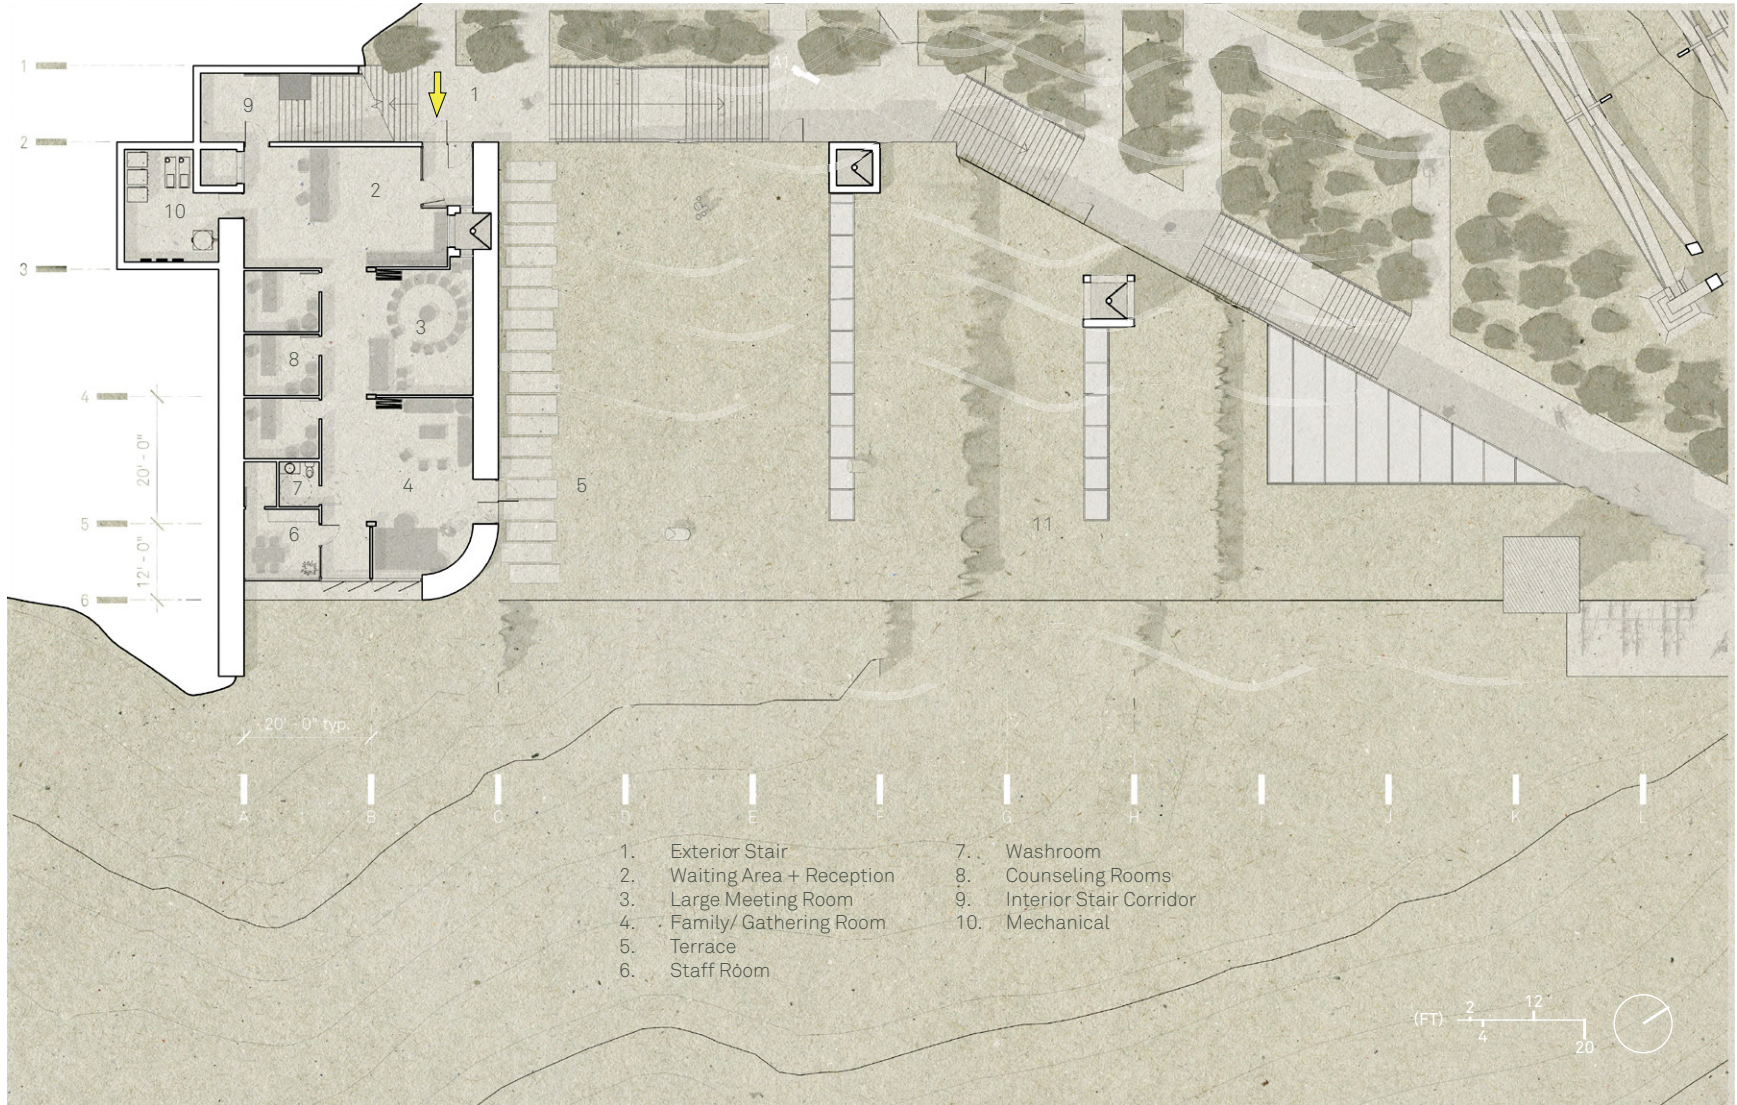 1
2
3
4
5
6
20' - 0"
12' - 0"
20' - 0" typ.
9
1
A1
2
10
3
8
4
7
6
5
11
A
B
C
D
E
F
G
H
I
J
K
L
1. Exterior Stair
2. Waiting Area + Reception
3. Large Meeting Room
4. Family/ Gathering Room
5. Terrace
6. Staff Room
7. Washroom
8. Counseling Rooms
9. Interior Stair Corridor
10. Mechanical
(FT)
2
4
12
20